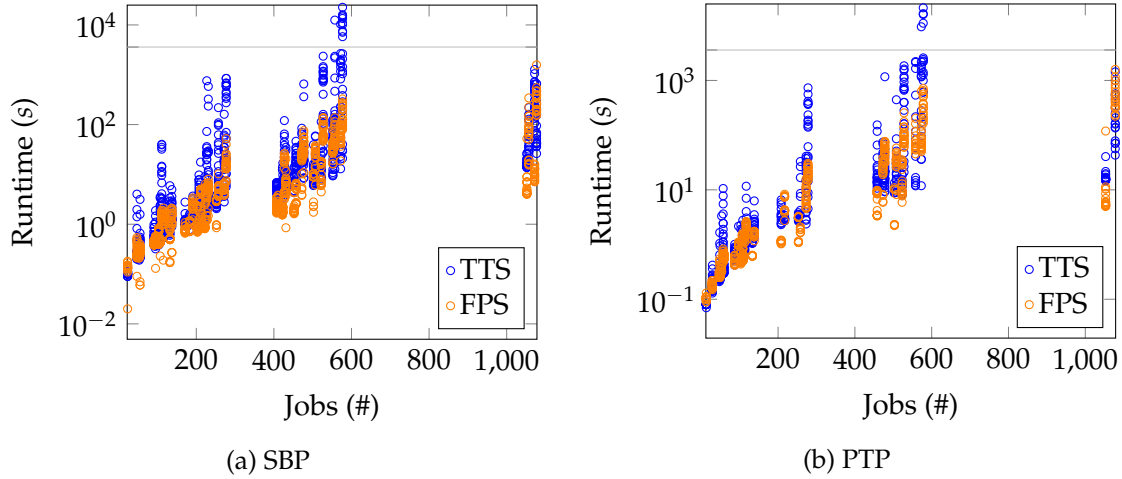 10^4
10^2
10^0
10^−2
Runtime (s)
200
400
600
800
1,000
Jobs (#)
TTS
FPS
(a) SBP
10^3
10^1
10^−1
Runtime (s)
200
400
600
800
1,000
Jobs (#)
TTS
FPS
(b) PTP